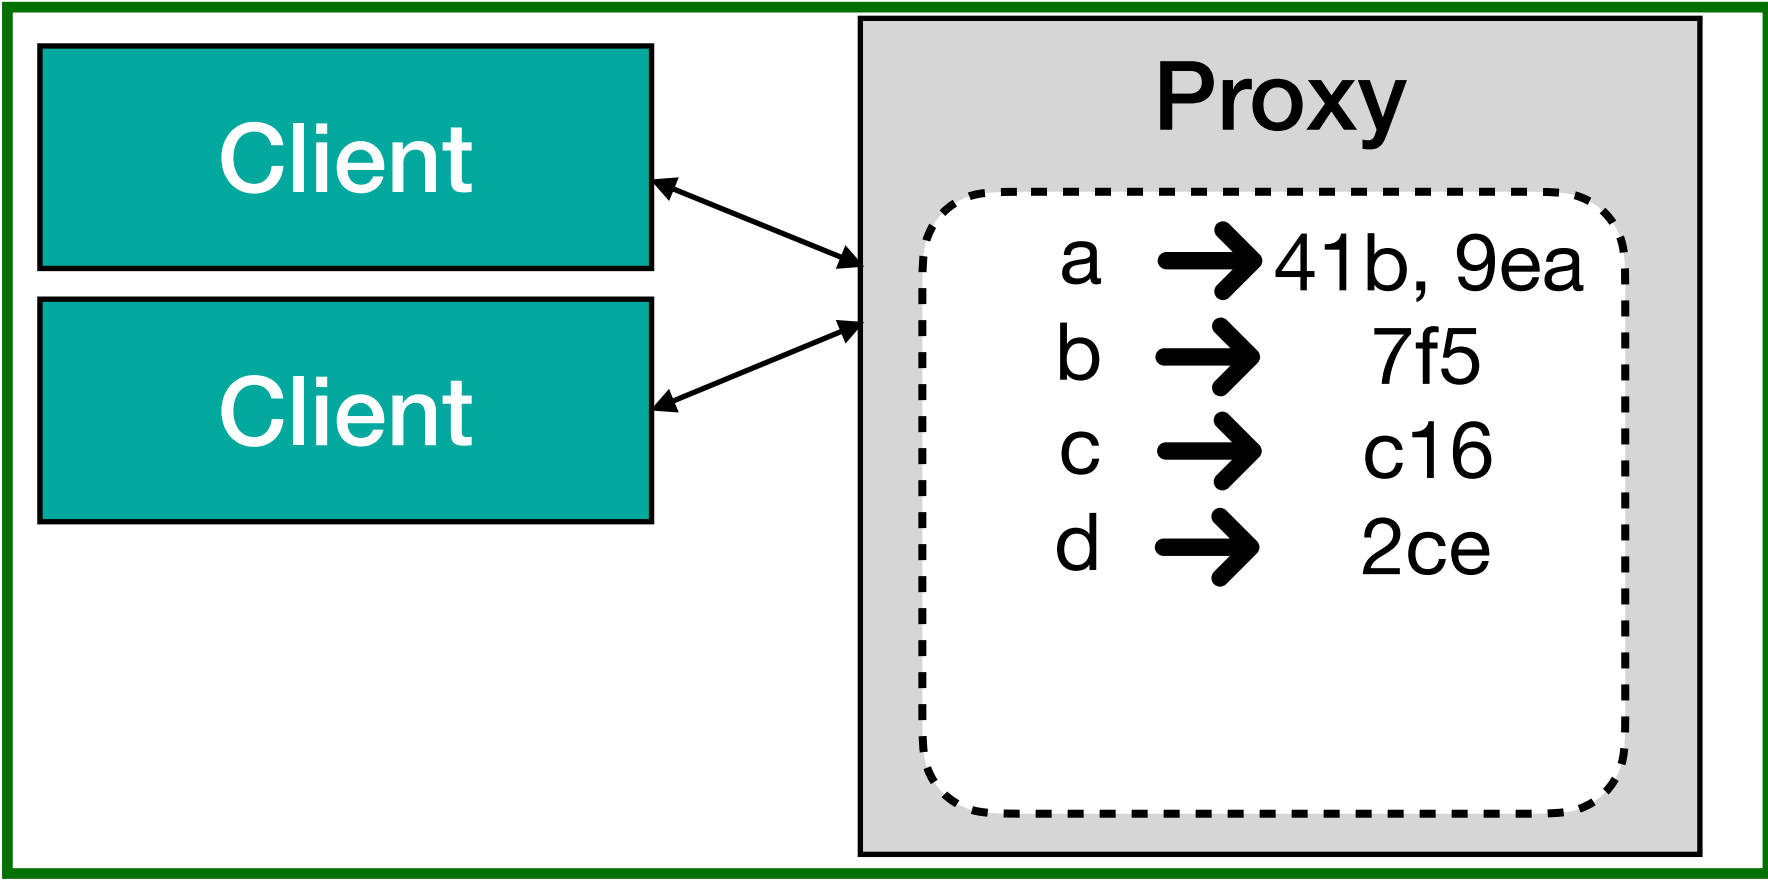 Client
Client
Proxy
a → 41b, 9ea
b → 7f5
c → c16
d → 2ce